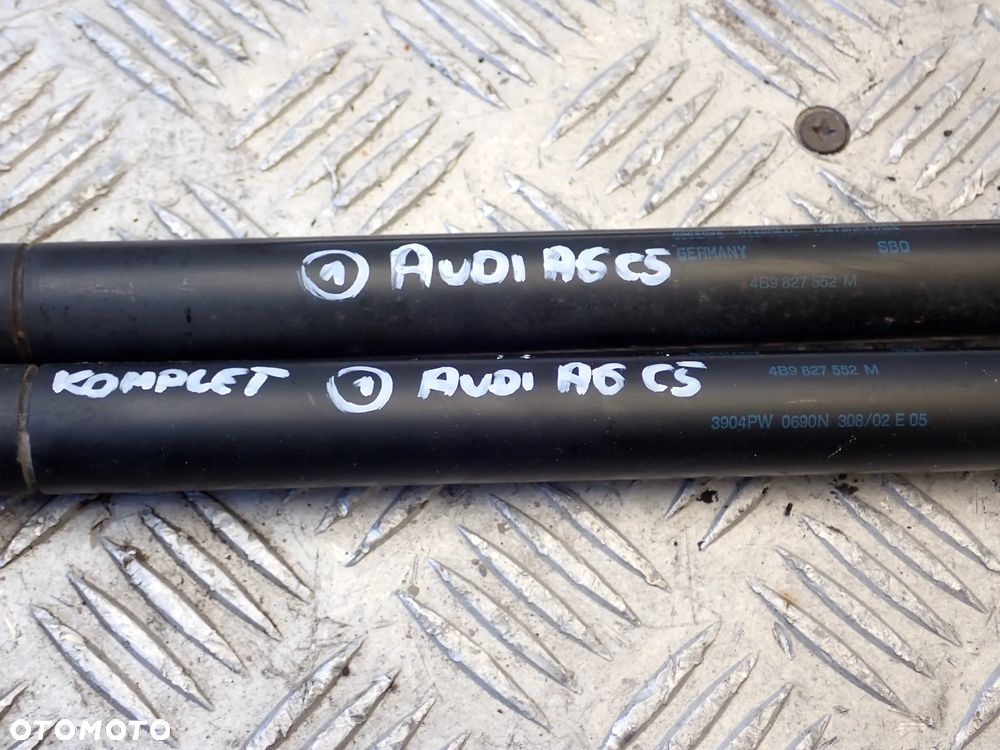 ① AUDI A6 C5
GERMANY SBO
4B9 827 552 M
KOMPLET ① AUDI A6 C5
4B9 827 552 M
3904PW 0690N 308/02 E 05
OTOMOTO